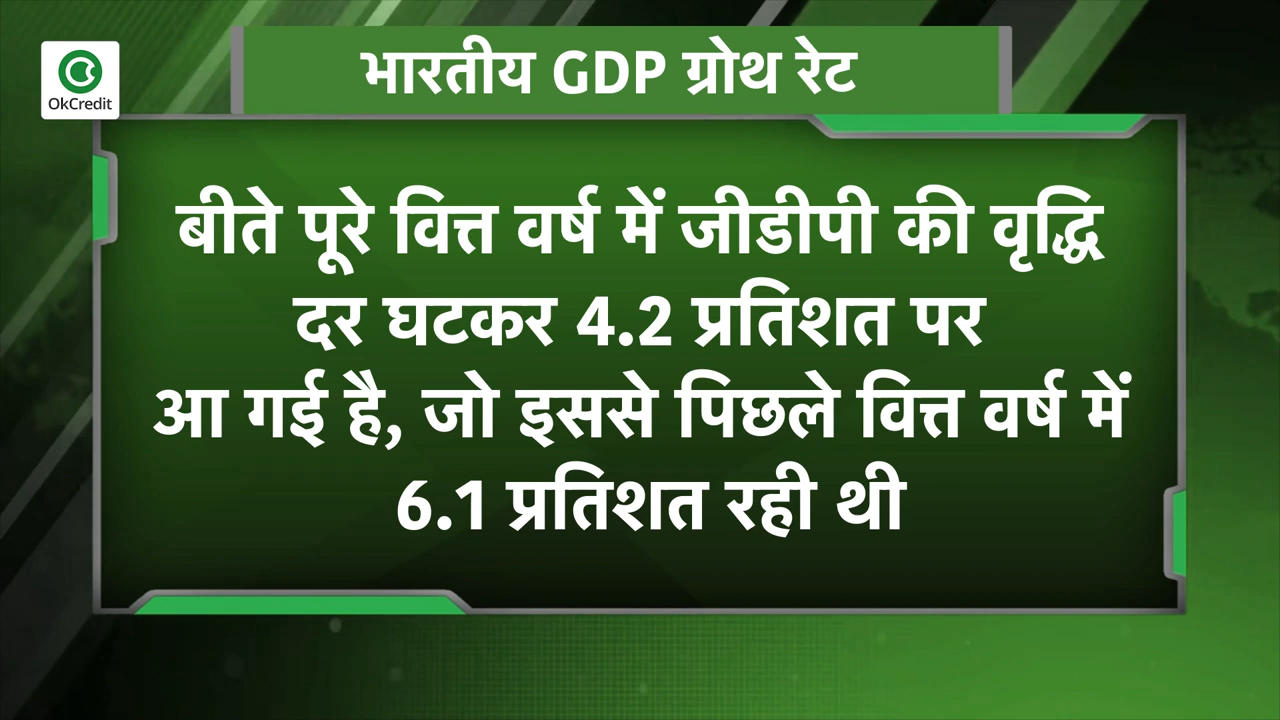 OkCredit
भारतीय GDP ग्रोथ रेट
बीते पूरे वित्त वर्ष में जीडीपी की वृद्धि
दर घटकर 4.2 प्रतिशत पर
आ गई है, जो इससे पिछले वित्त वर्ष में
6.1 प्रतिशत रही थी